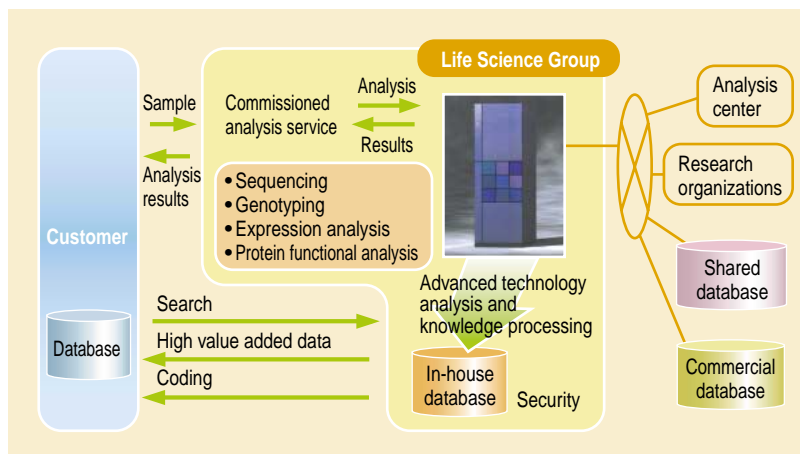 Life Science Group
Customer
Sample
Analysis
results
Commissioned
analysis service
Analysis
Results
• Sequencing
• Genotyping
• Expression analysis
• Protein functional analysis
Advanced technology
analysis and
knowledge processing
Search
High value added data
Coding
Database
In-house
database
Security
Analysis
center
Research
organizations
Shared
database
Commercial
database